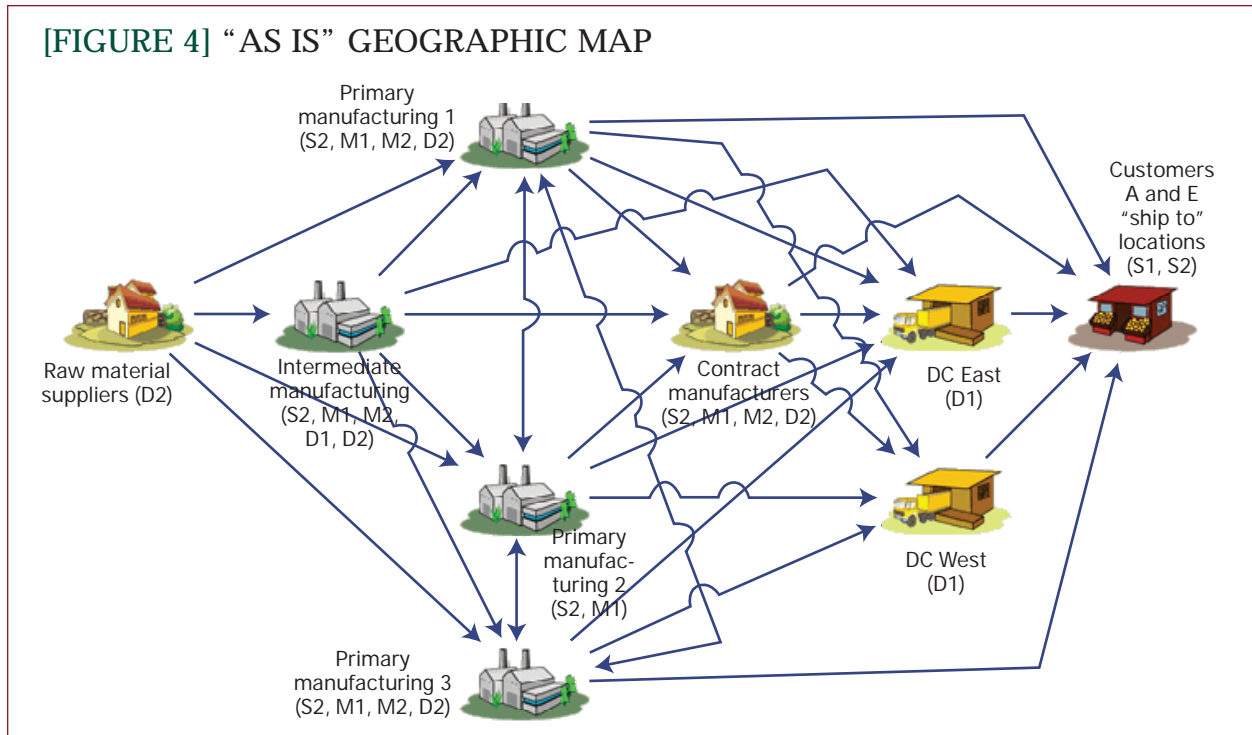 [FIGURE 4] “AS IS” GEOGRAPHIC MAP
Primary
manufacturing 1
(S2, M1, M2, D2)
Customers
A and E
“ship to”
locations
(S1, S2)
Raw material
suppliers (D2)
Intermediate
manufacturing
(S2, M1, M2,
D1, D2)
Contract
manufacturers
(S2, M1, M2, D2)
DC East
(D1)
Primary
manufac-
turing 2
(S2, M1)
DC West
(D1)
Primary
manufacturing 3
(S2, M1, M2, D2)